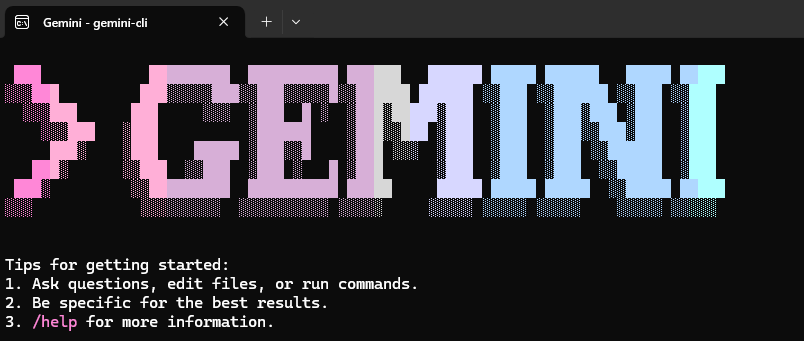 Gemini - gemini-cli
> GEMINI
Tips for getting started:
1. Ask questions, edit files, or run commands.
2. Be specific for the best results.
3. /help for more information.